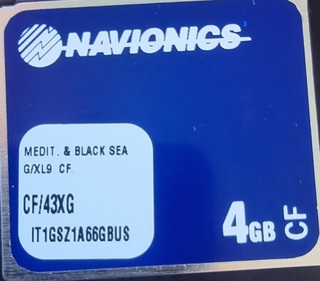 NAVIONICS
MEDIT. & BLACK SEA
G/XL9 CF
CF/43XG
IT1GSZ1A66GBUS
4GB CF